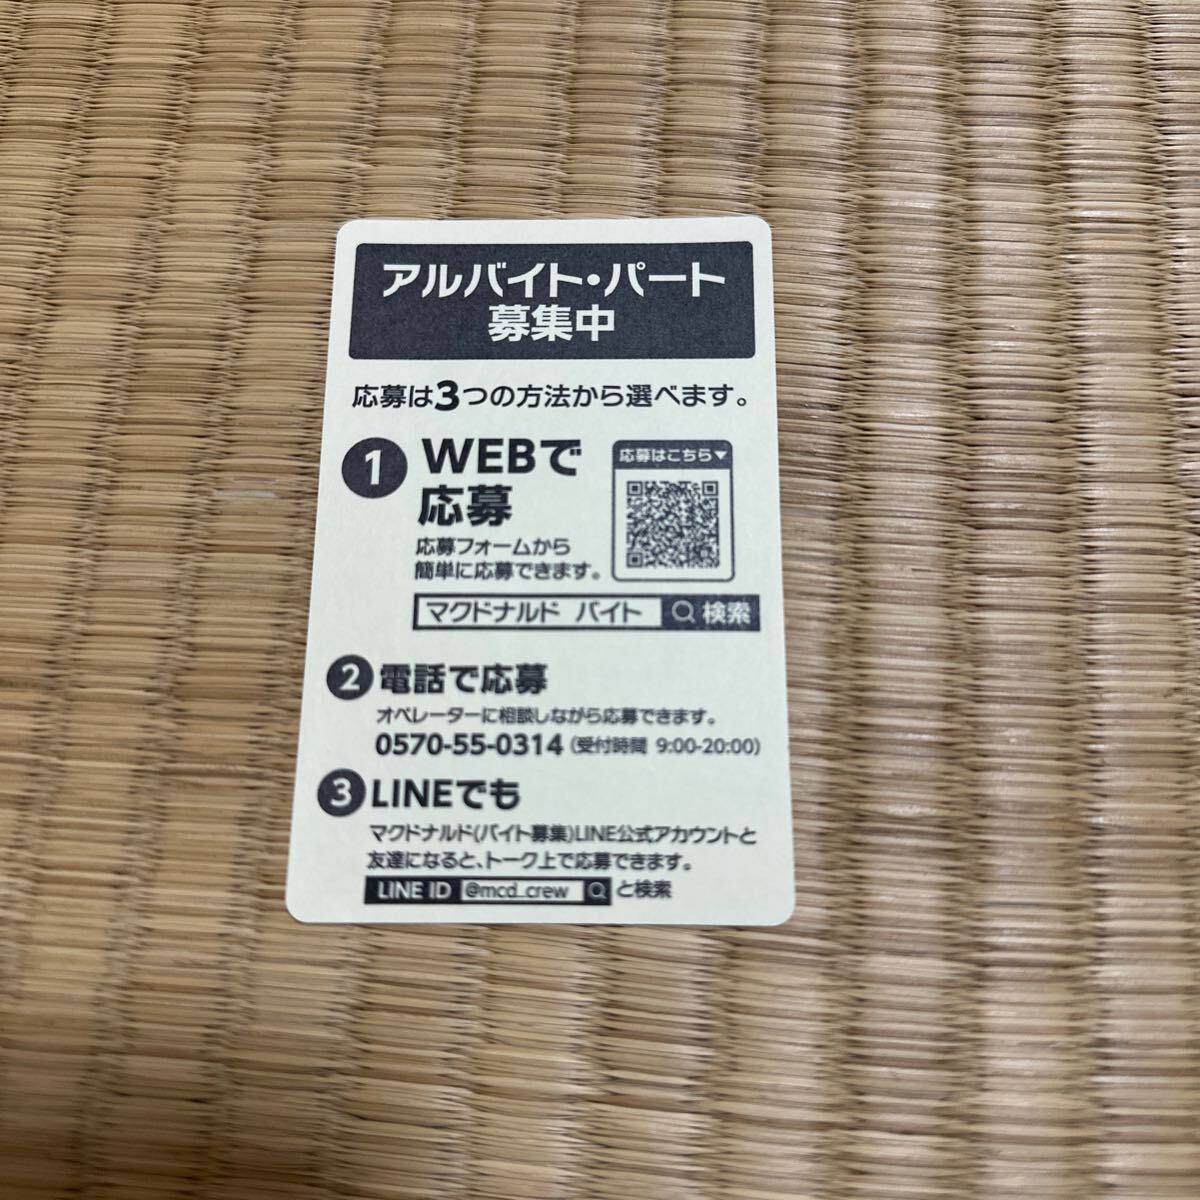 アルバイト・パート
募集中
応募は3つの方法から選べます。
1 WEBで
応募
応募フォームから
簡単に応募できます。
応募はこちら▼
マクドナルド バイト 検索
2 電話で応募
オペレーターに相談しながら応募できます。
0570-55-0314 (受付時間 9:00-20:00)
3 LINEでも
マクドナルド(バイト募集)LINE公式アカウントと
友達になると、トーク上で応募できます。
LINE ID @mcd_crew と検索